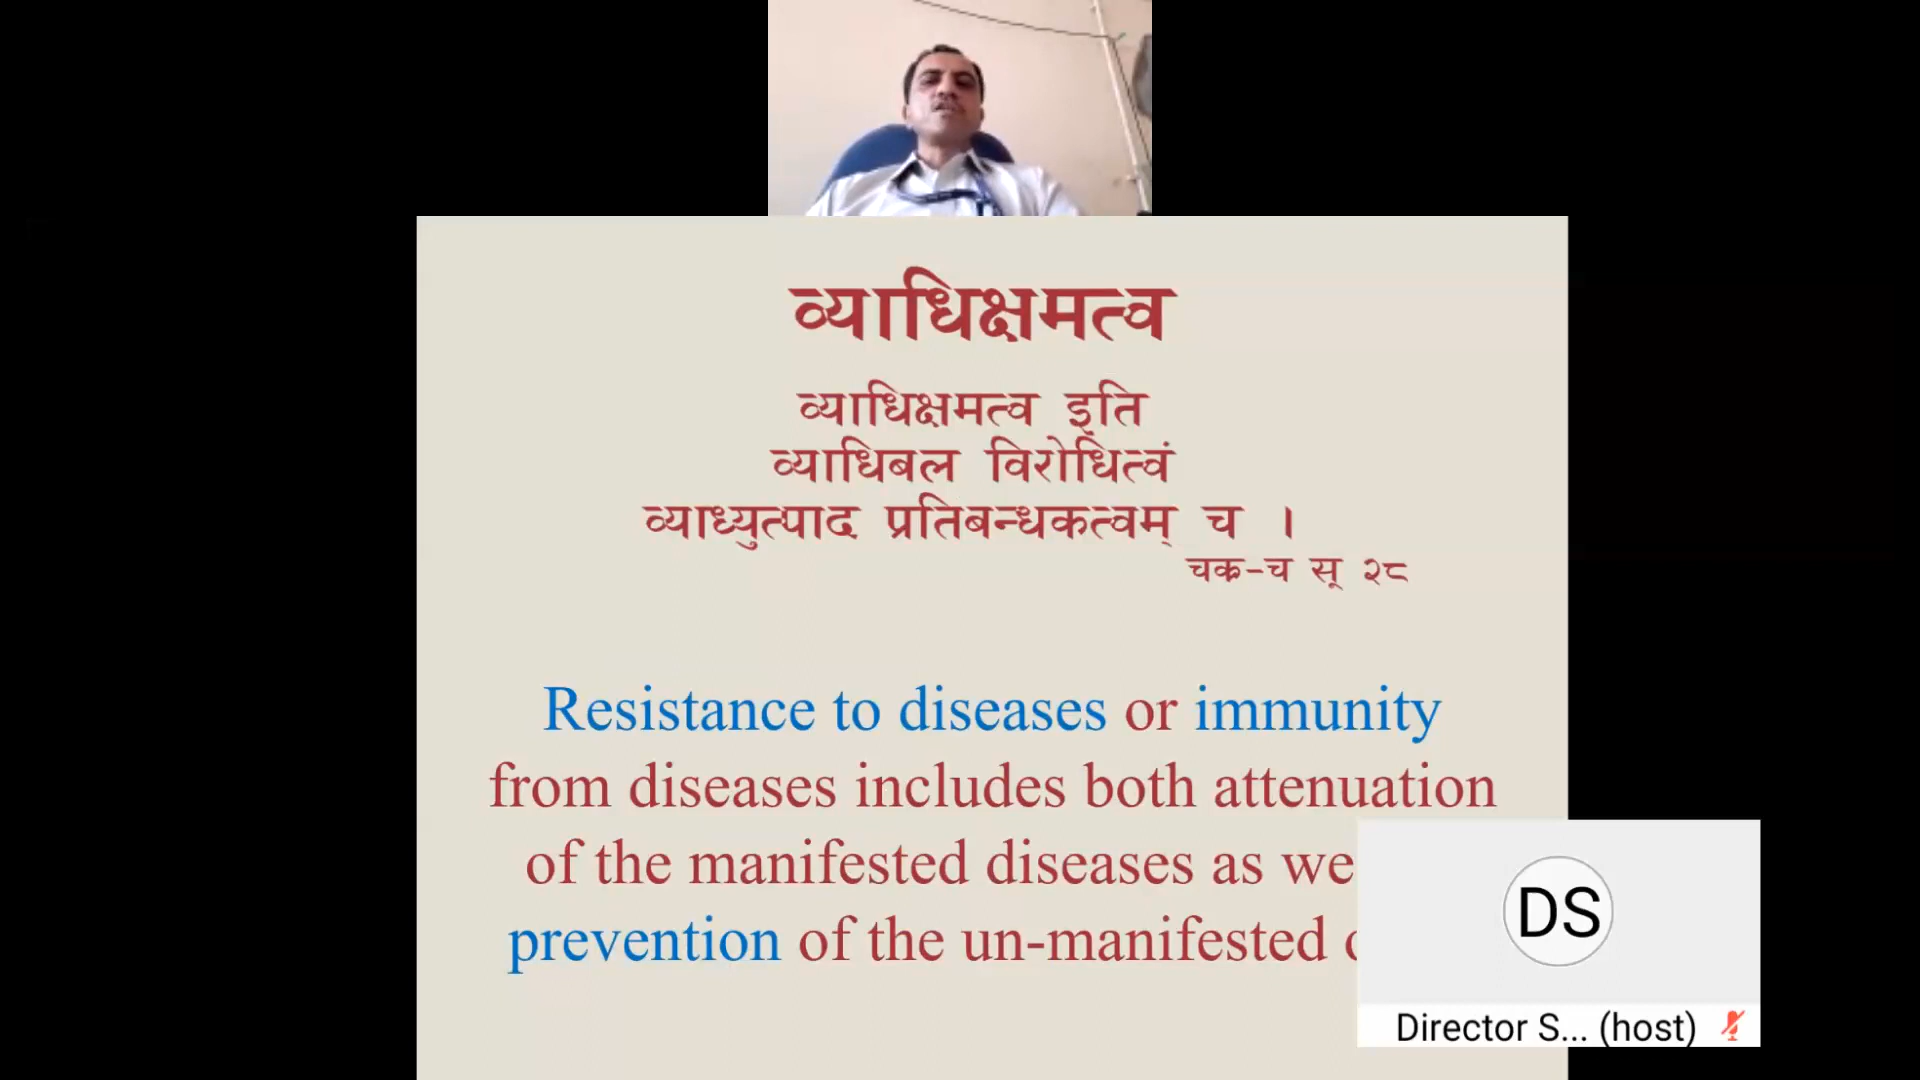 व्याधिक्षमत्व
व्याधिक्षमत्व इति
व्याधिबल विरोधित्वं
व्याध्युत्पाद प्रतिबन्धकत्वम् च ।
चक्र-च सू २८
Resistance to diseases or immunity
from diseases includes both attenuation
of the manifested diseases as
prevention of the un-manifested
DS
Director S... (host)